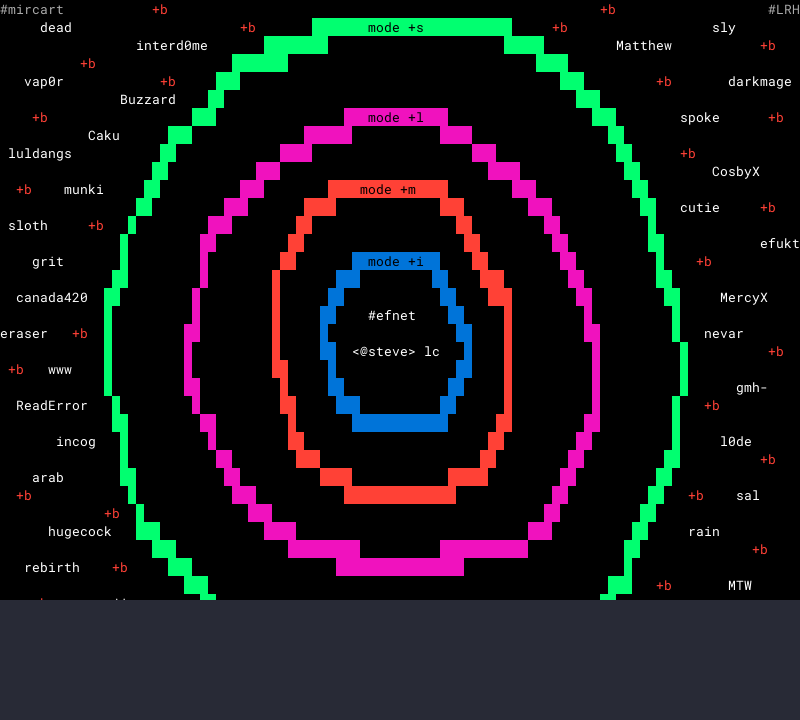 #mircart +b +b #LRH
dead +b mode +s +b sly
interd0me Matthew +b
+b
vap0r +b +b darkmage
Buzzard
+b mode +l spoke +b
Caku
luldangs +b
CosbyX
+b munki mode +m
cutie +b
sloth +b
efukt
grit mode +i +b
canada420 MercyX
#efnet
eraser +b nevar
<@steve> lc +b
+b www
gmh-
ReadError +b
incog l0de
+b
arab
+b +b sal
+b
hugecock rain
+b
rebirth +b
+b MTW